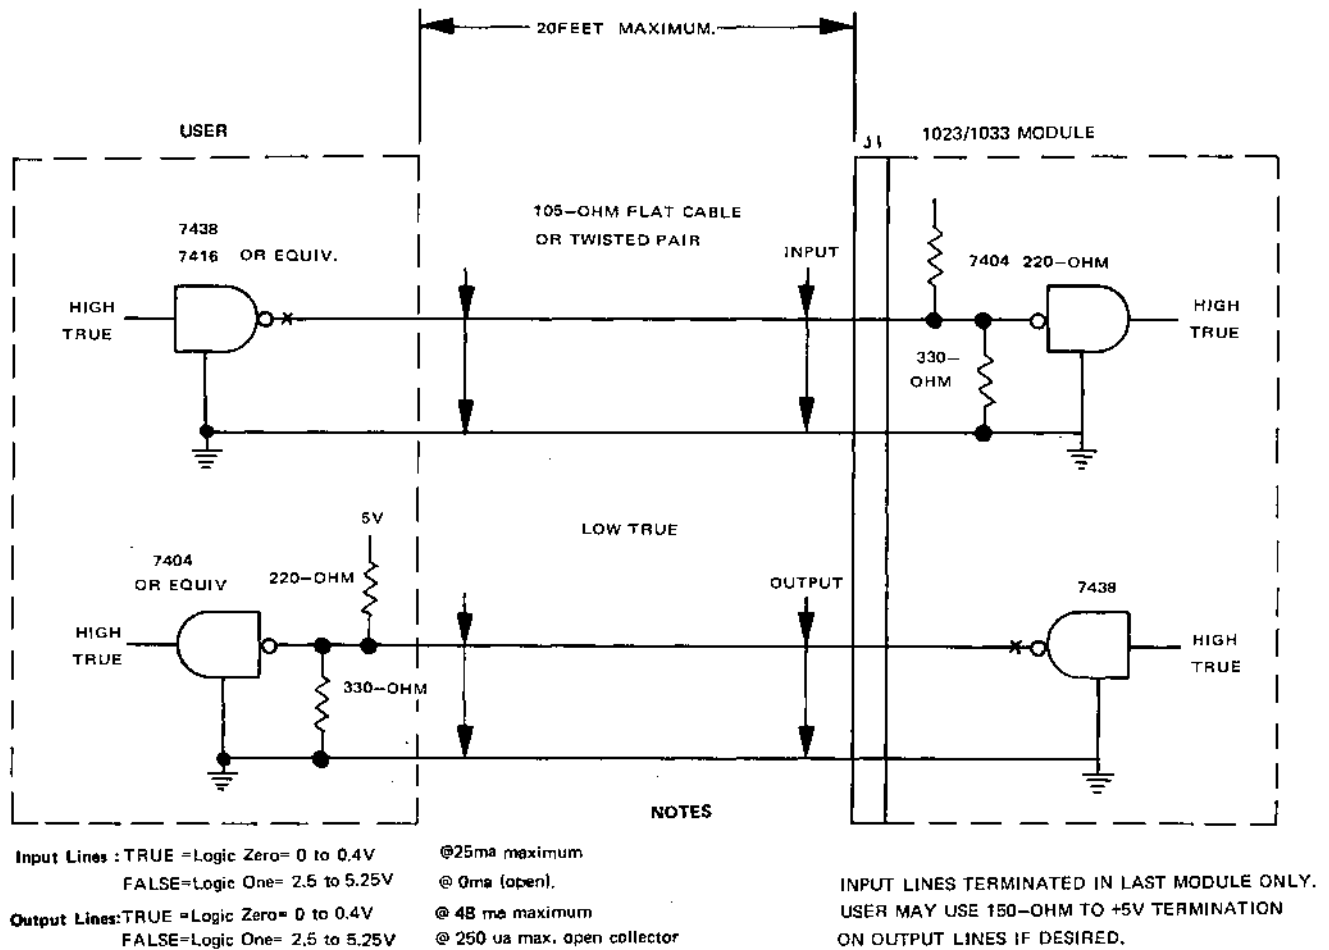 20FEET MAXIMUM.
USER
J1
1023/1033 MODULE
7438
7416 OR EQUIV.
105-OHM FLAT CABLE
OR TWISTED PAIR
INPUT
7404 220-OHM
HIGH
TRUE
HIGH
TRUE
330-
OHM
5V
LOW TRUE
7404
OR EQUIV
220-OHM
OUTPUT
7438
HIGH
TRUE
HIGH
TRUE
330-OHM
NOTES
Input Lines : TRUE =Logic Zero= 0 to 0.4V @25ma maximum
FALSE=Logic One= 2.5 to 5.25V @ 0ma (open).
Output Lines:TRUE =Logic Zero= 0 to 0.4V @ 48 ma maximum
FALSE=Logic One= 2.5 to 5.25V @ 250 ua max. open collector
INPUT LINES TERMINATED IN LAST MODULE ONLY.
USER MAY USE 150-OHM TO +5V TERMINATION
ON OUTPUT LINES IF DESIRED.